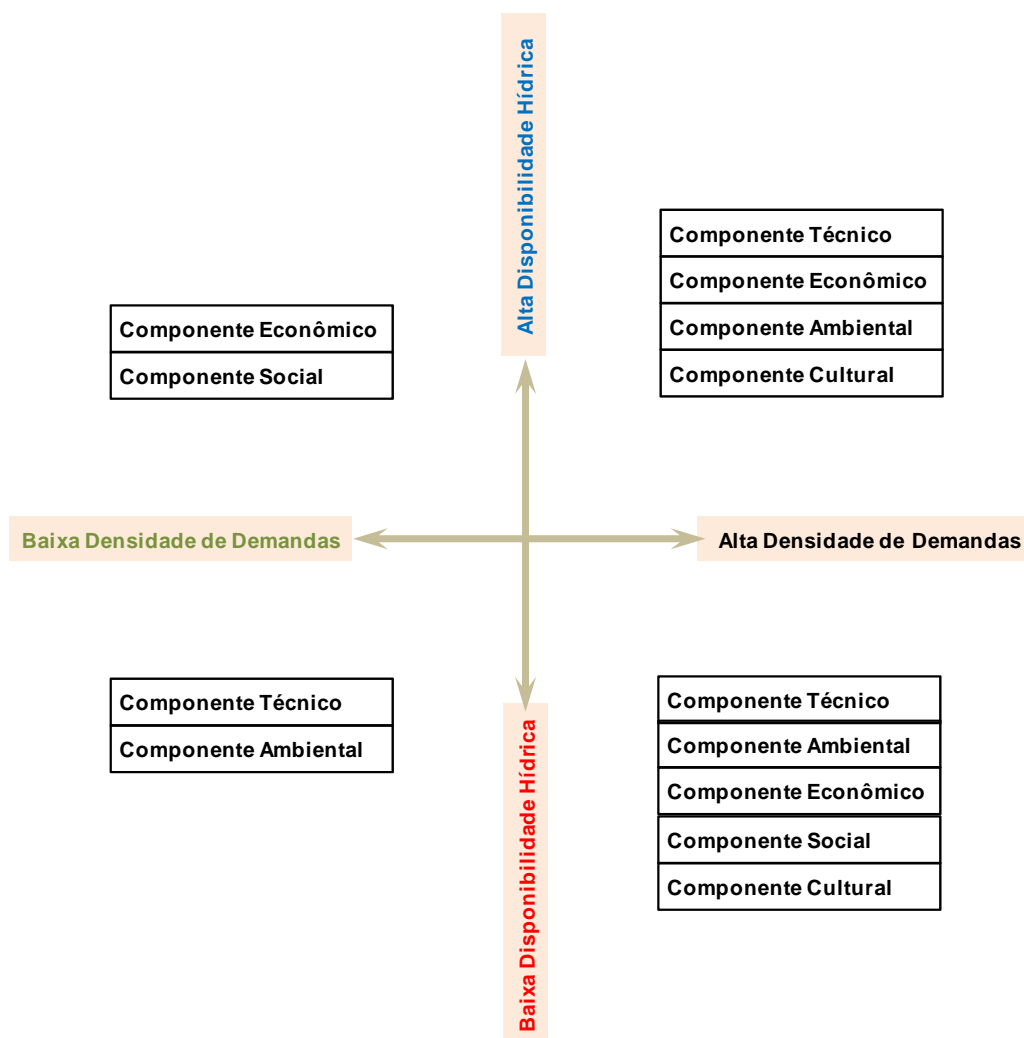 Alta Disponibilidade Hídrica
Componente Técnico
Componente Econômico
Componente Ambiental
Componente Cultural
Componente Econômico
Componente Social
Baixa Densidade de Demandas
Alta Densidade de Demandas
Componente Técnico
Componente Ambiental
Componente Técnico
Componente Ambiental
Componente Econômico
Componente Social
Componente Cultural
Baixa Disponibilidade Hídrica